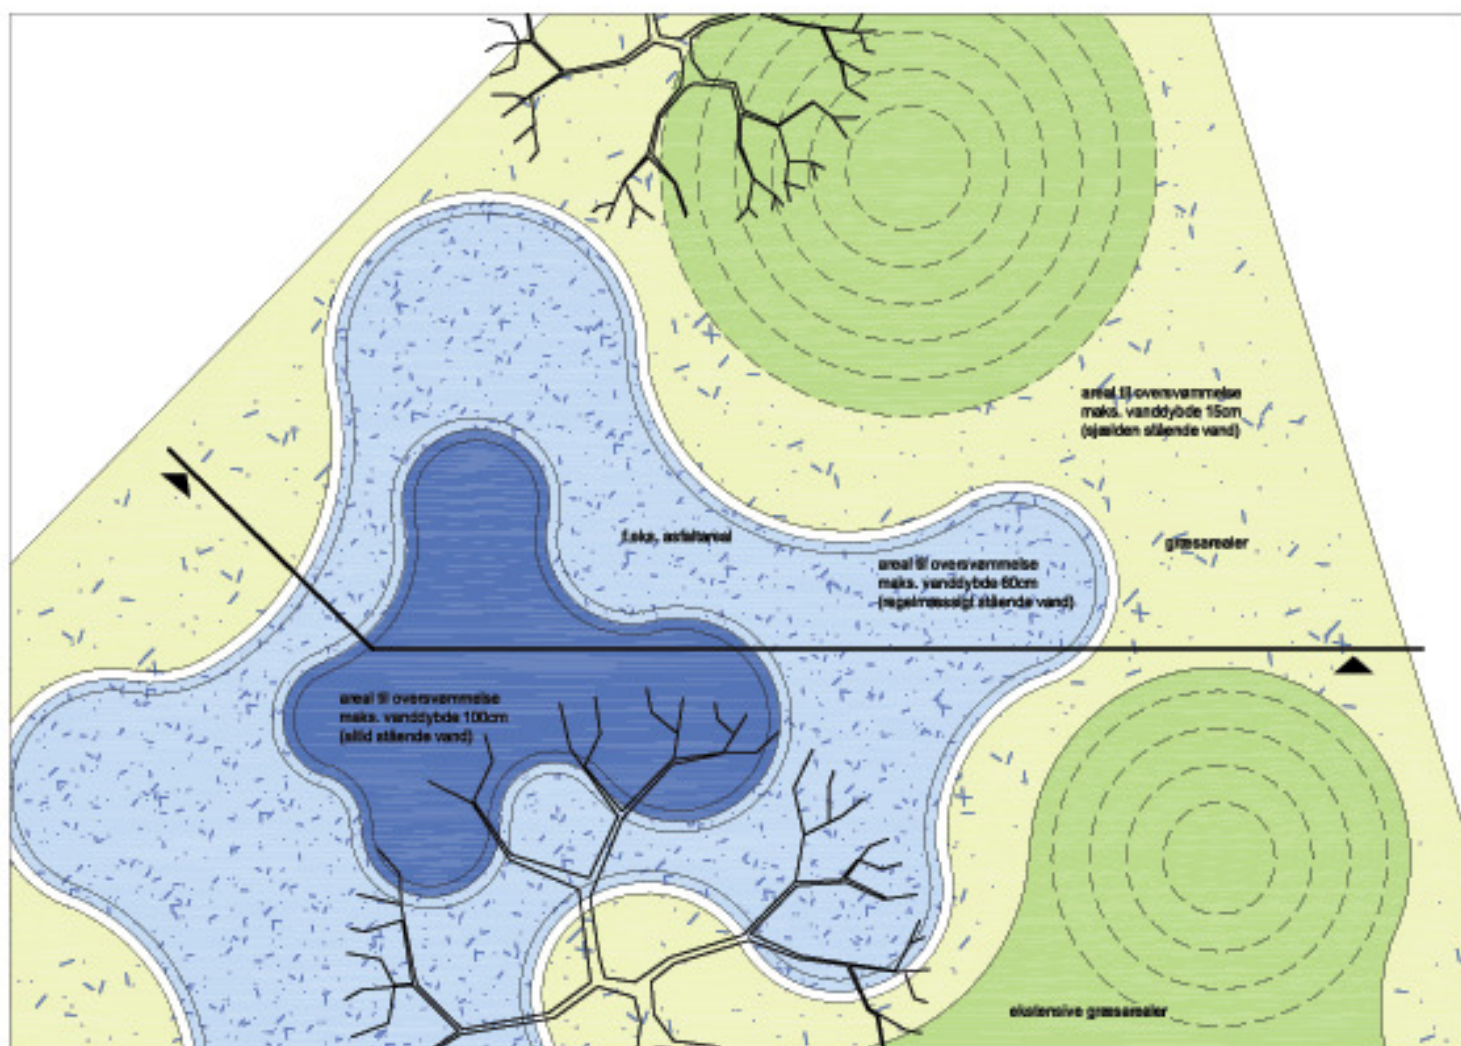 areal til oversvømmelse
maks. vanddybde 15cm
(sjælden stående vand)
f.eks. asfaltareal
græsarealer
areal til oversvømmelse
maks. vanddybde 60cm
(regelmæssigt stående vand)
areal til oversvømmelse
maks. vanddybde 100cm
(altid stående vand)
ekstensive græsarealer